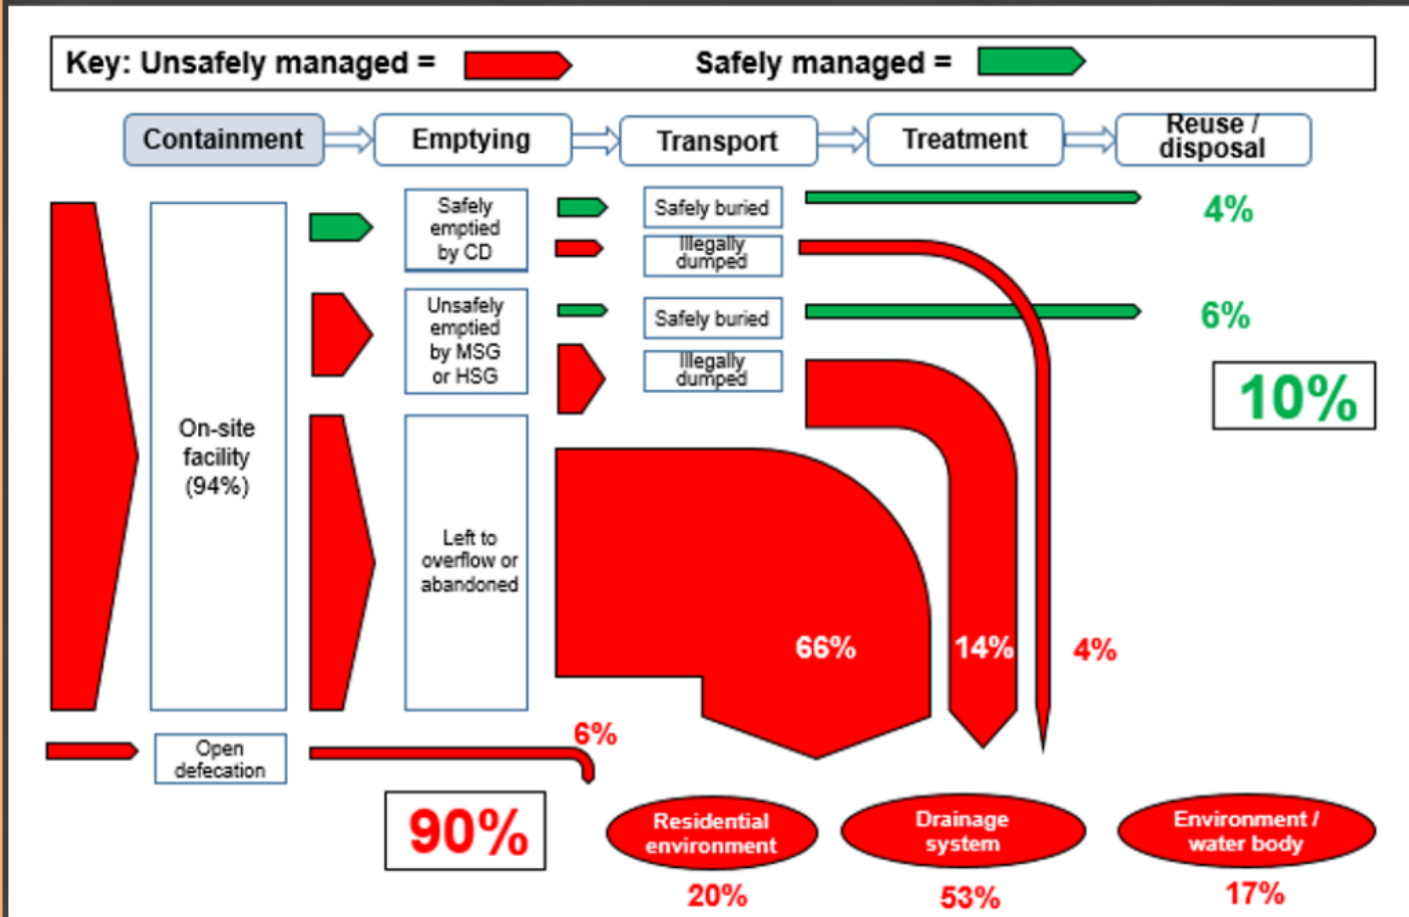 Key: Unsafely managed =
Safely managed =
Containment
Emptying
Transport
Treatment
Reuse /
disposal
Safely
emptied
by CD
Safely buried
4%
Illegally
dumped
Unsafely
emptied
by MSG
or HSG
Safely buried
6%
Illegally
dumped
10%
On-site
facility
(94%)
Left to
overflow or
abandoned
66%
14%
4%
Open
defecation
6%
90%
Residential
environment
20%
Drainage
system
53%
Environment /
water body
17%